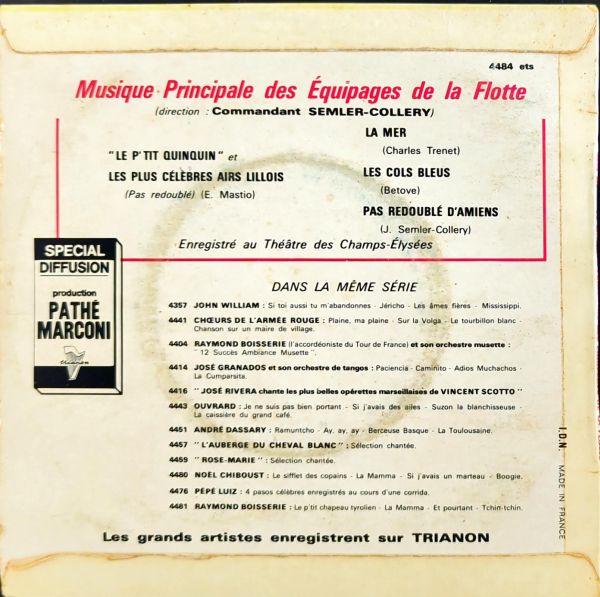 4484 ets
Musique Principale des Équipages de la Flotte
(direction : Commandant SEMLER-COLLERY)
"LE P'TIT QUINQUIN" et
LES PLUS CÉLÈBRES AIRS LILLOIS
(Pas redoublé) (E. Mastio)
LA MER
(Charles Trenet)
LES COLS BLEUS
(Betove)
PAS REDOUBLÉ D'AMIENS
(J. Semler-Collery)
Enregistré au Théâtre des Champs-Élysées
SPECIAL
DIFFUSION
production
PATHÉ
MARCONI
trianon
DANS LA MÊME SÉRIE
4357 JOHN WILLIAM : Si toi aussi tu m'abandonnes - Jéricho - Les âmes fières - Mississippi.
4441 CHŒURS DE L'ARMÉE ROUGE : Plaine, ma plaine - Sur la Volga - Le tourbillon blanc -
Chanson sur un maire de village.
4404 RAYMOND BOISSERIE (l'accordéoniste du Tour de France) et son orchestre musette :
"12 Succès Ambiance Musette".
4414 JOSÉ GRANADOS et son orchestre de tangos : Paciencia - Caminito - Adios Muchachos -
La Cumparsita.
4416 "JOSÉ RIVERA chante les plus belles opérettes marseillaises de VINCENT SCOTTO"
4443 OUVRARD : Je ne suis pas bien portant - Si j'avais des ailes - Suzon la blanchisseuse -
La caissière du grand café.
4451 ANDRÉ DASSARY : Ramuntcho - Ay, ay, ay - Berceuse Basque - La Toulousaine.
4457 "L'AUBERGE DU CHEVAL BLANC" : Sélection chantée.
4459 "ROSE-MARIE" : Sélection chantée.
4480 NOËL CHIBOUST : Le sifflet des copains - La Mamma - Si j'avais un marteau - Boogie.
4476 PÉPÉ LUIZ : 4 pasos célèbres enregistrés au cours d'une corrida.
4481 RAYMOND BOISSERIE : Le p'tit chapeau tyrolien - La Mamma - Et pourtant - Tchin-tchin.
Les grands artistes enregistrent sur TRIANON
I.D.N. MADE IN FRANCE